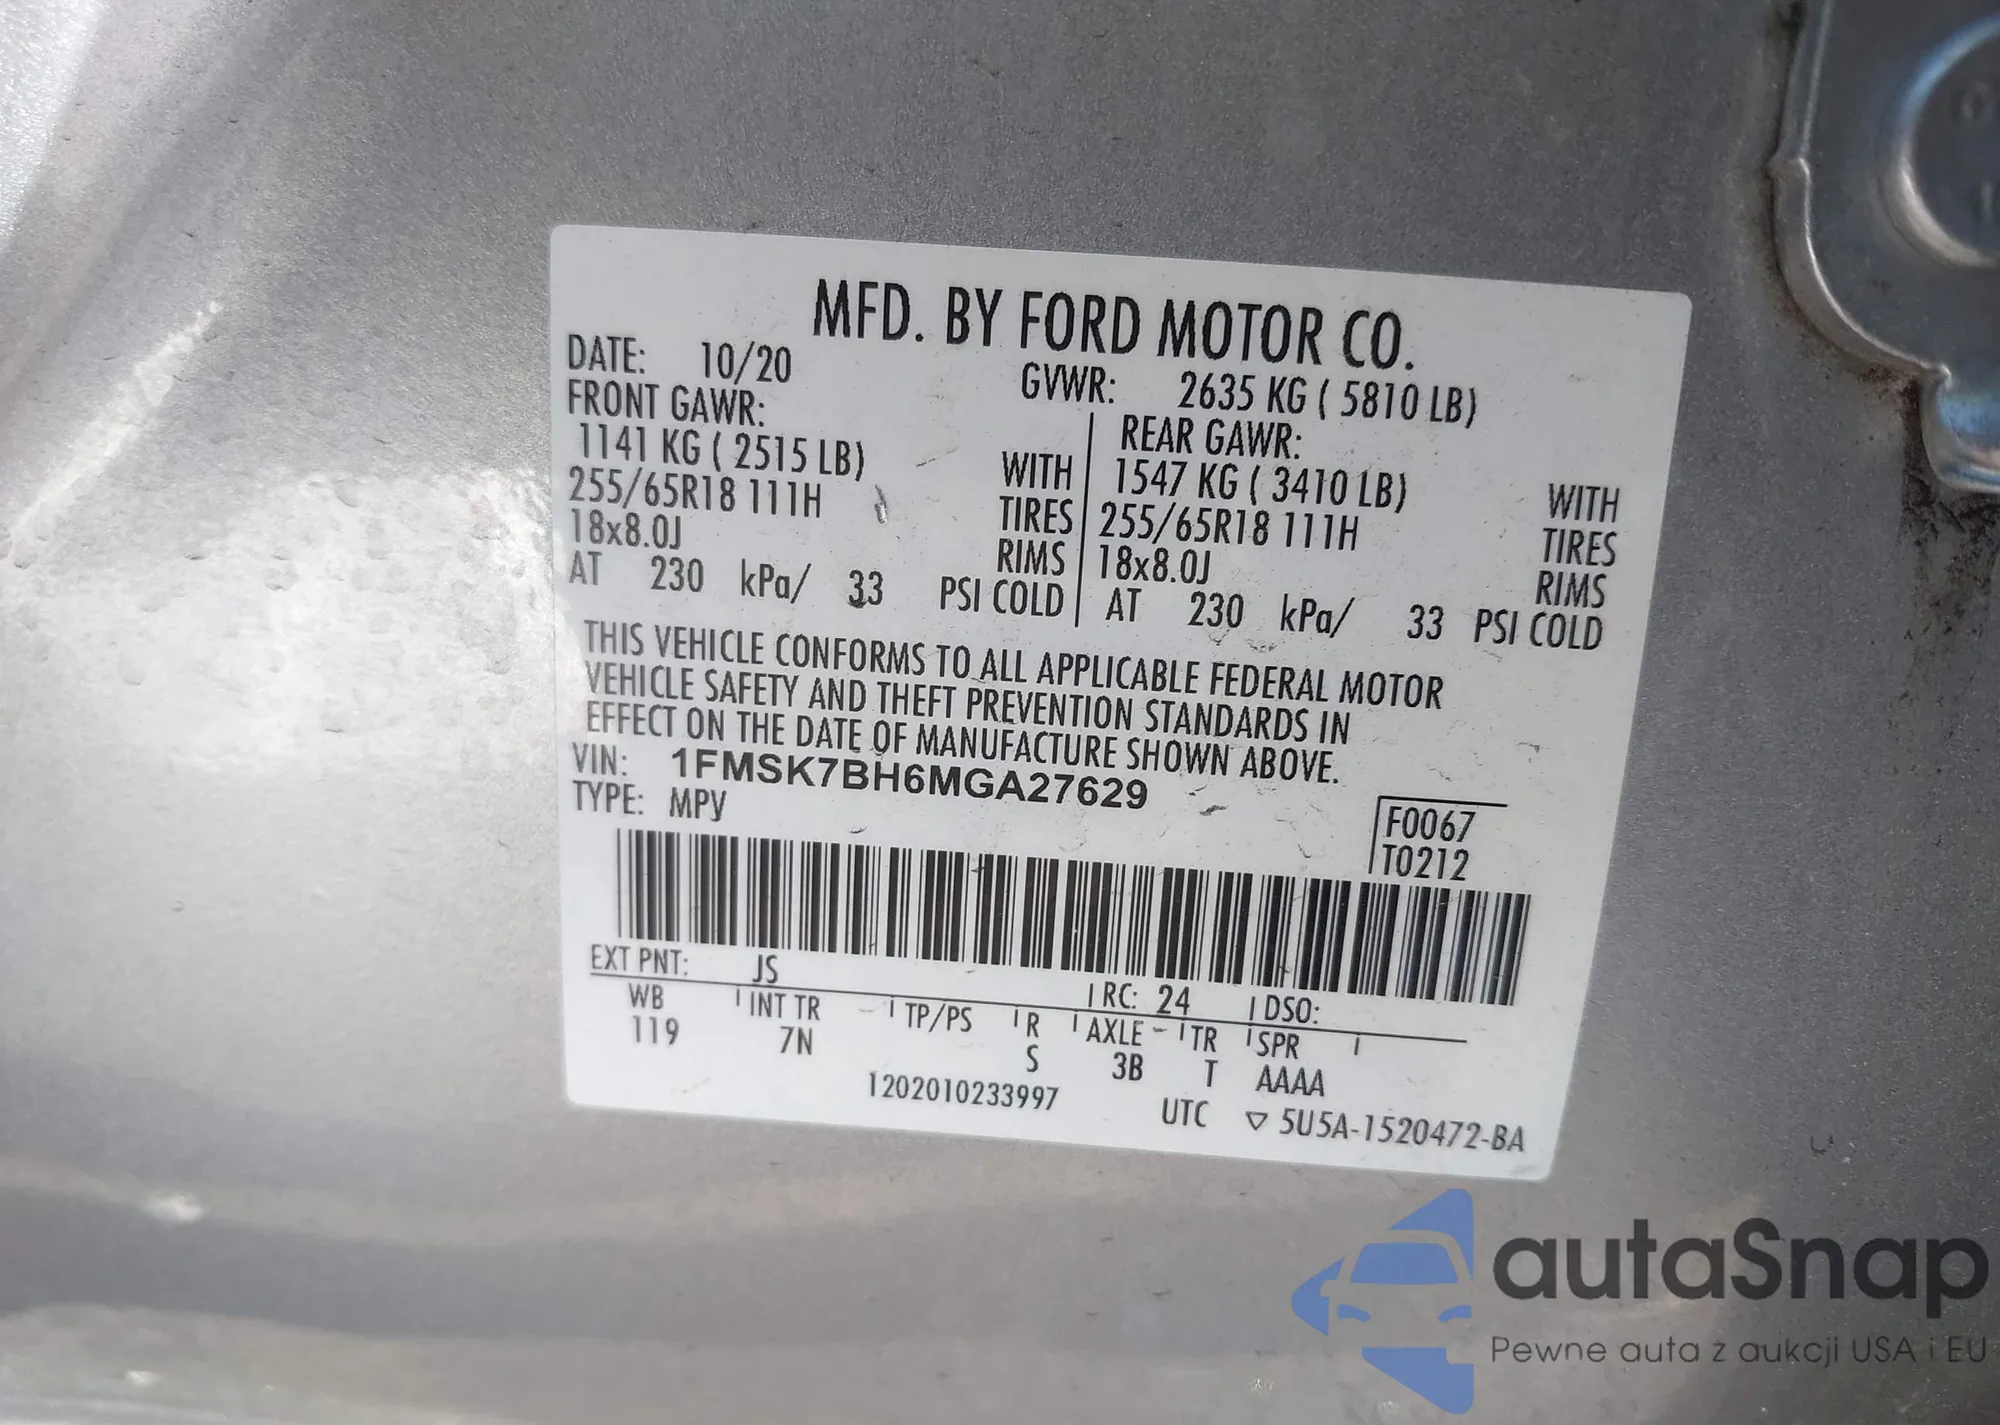 MFD. BY FORD MOTOR CO.
DATE: 10/20 GVWR: 2635 KG ( 5810 LB)
FRONT GAWR: REAR GAWR:
1141 KG ( 2515 LB) WITH 1547 KG ( 3410 LB) WITH
255/65R18 111H TIRES 255/65R18 111H TIRES
18x8.0J RIMS 18x8.0J RIMS
AT 230 kPa/ 33 PSI COLD AT 230 kPa/ 33 PSI COLD
THIS VEHICLE CONFORMS TO ALL APPLICABLE FEDERAL MOTOR
VEHICLE SAFETY AND THEFT PREVENTION STANDARDS IN
EFFECT ON THE DATE OF MANUFACTURE SHOWN ABOVE.
VIN: 1FMSK7BH6MGA27629
TYPE: MPV
F0067
T0212
EXT PNT: JS RC: 24 DSO:
WB INT TR TP/PS R AXLE TR SPR
119 7N S 3B T AAAA
1202010233997
UTC ▽ 5U5A-1520472-BA
autaSnap
Pewne auta z aukcji USA i EU